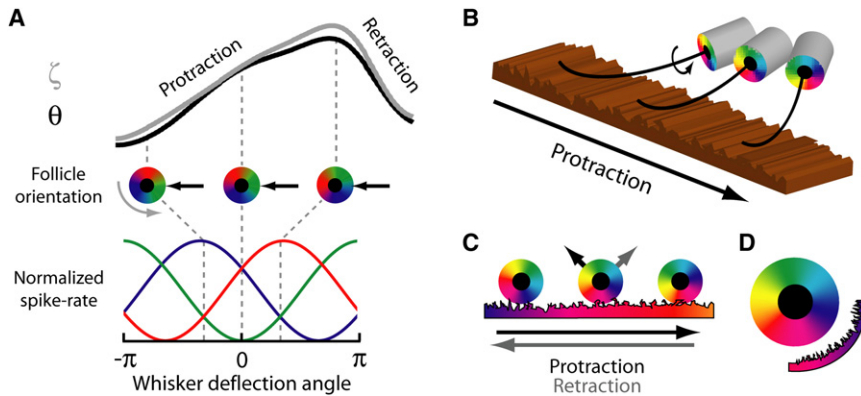 A
ζ
θ
Protraction
Retraction
Follicle
orientation
Normalized
spike-rate
-π
0
π
Whisker deflection angle
B
Protraction
C
Protraction
Retraction
D